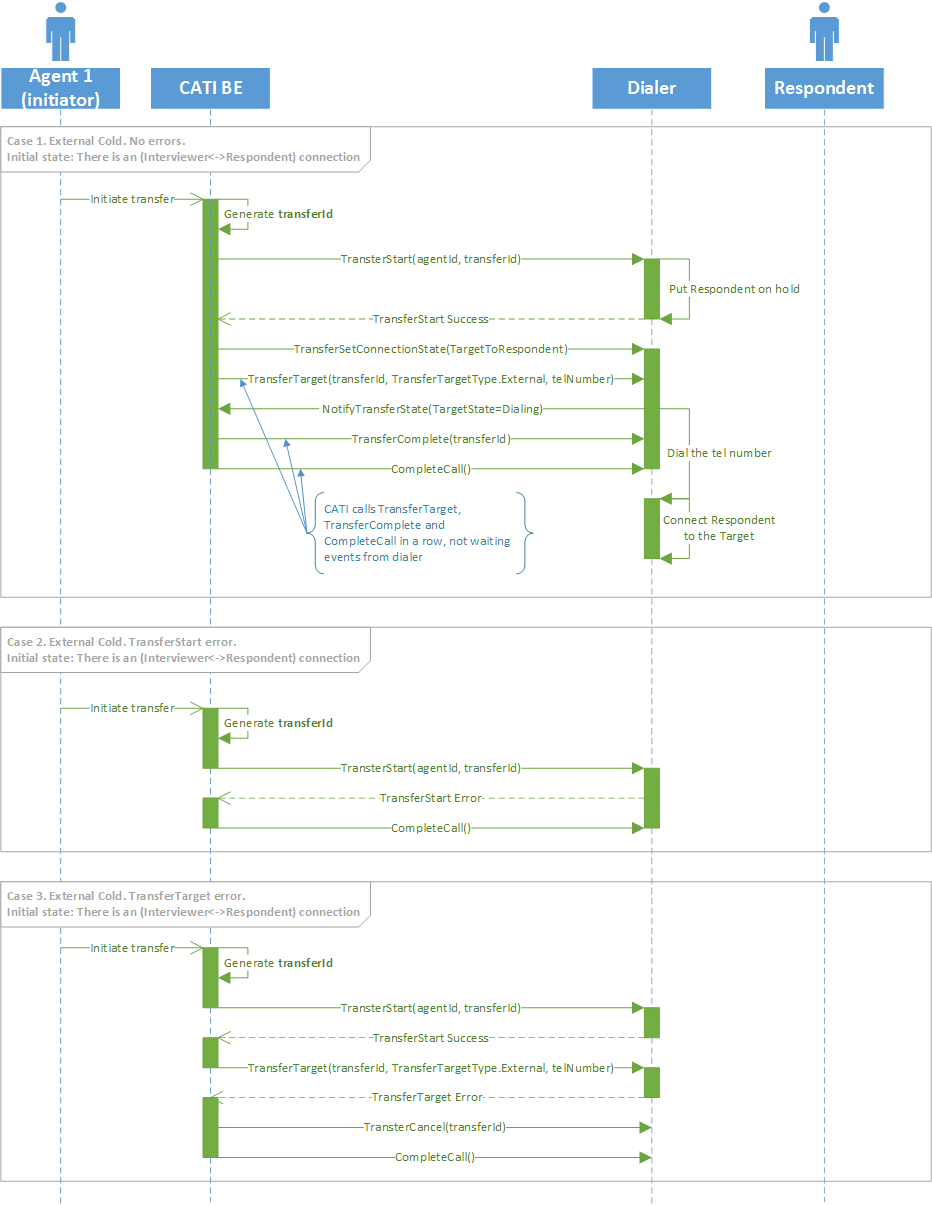 Agent 1
(initiator)
CATI BE
Dialer
Respondent
Case 1. External Cold. No errors.
Initial state: There is an (Interviewer<->Respondent) connection
Initiate transfer
Generate transferId
TransterStart(agentId, transferId)
Put Respondent on hold
TransferStart Success
TransferSetConnectionState(TargetToRespondent)
TransferTarget(transferId, TransferTargetType.External, telNumber)
NotifyTransferState(TargetState=Dialing)
TransferComplete(transferId)
Dial the tel number
CompleteCall()
CATI calls TransferTarget,
TransferComplete and
CompleteCall in a row, not waiting
events from dialer
Connect Respondent
to the Target
Case 2. External Cold. TransferStart error.
Initial state: There is an (Interviewer<->Respondent) connection
Initiate transfer
Generate transferId
TransterStart(agentId, transferId)
TransferStart Error
CompleteCall()
Case 3. External Cold. TransferTarget error.
Initial state: There is an (Interviewer<->Respondent) connection
Initiate transfer
Generate transferId
TransterStart(agentId, transferId)
TransferStart Success
TransferTarget(transferId, TransferTargetType.External, telNumber)
TransferTarget Error
TransterCancel(transferId)
CompleteCall()